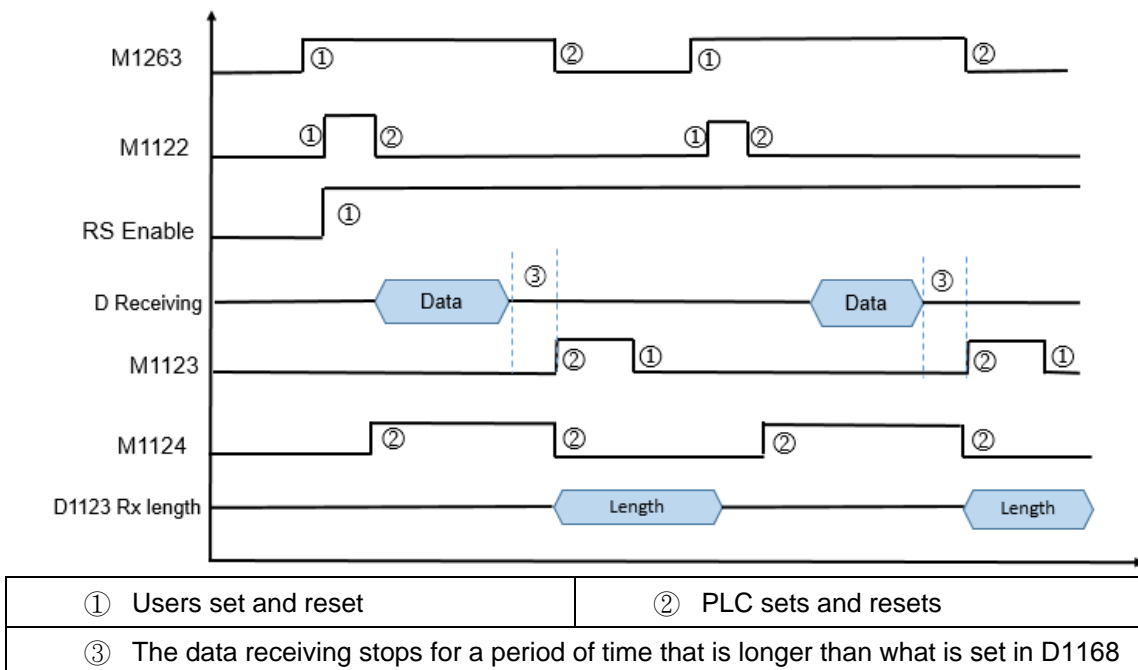 M1263 ① ② ① ②
M1122 ① ② ① ②
RS Enable ①
D Receiving Data ③ Data ③
M1123 ② ① ② ①
M1124 ② ② ② ②
D1123 Rx length Length Length
① Users set and reset ② PLC sets and resets
③ The data receiving stops for a period of time that is longer than what is set in D1168